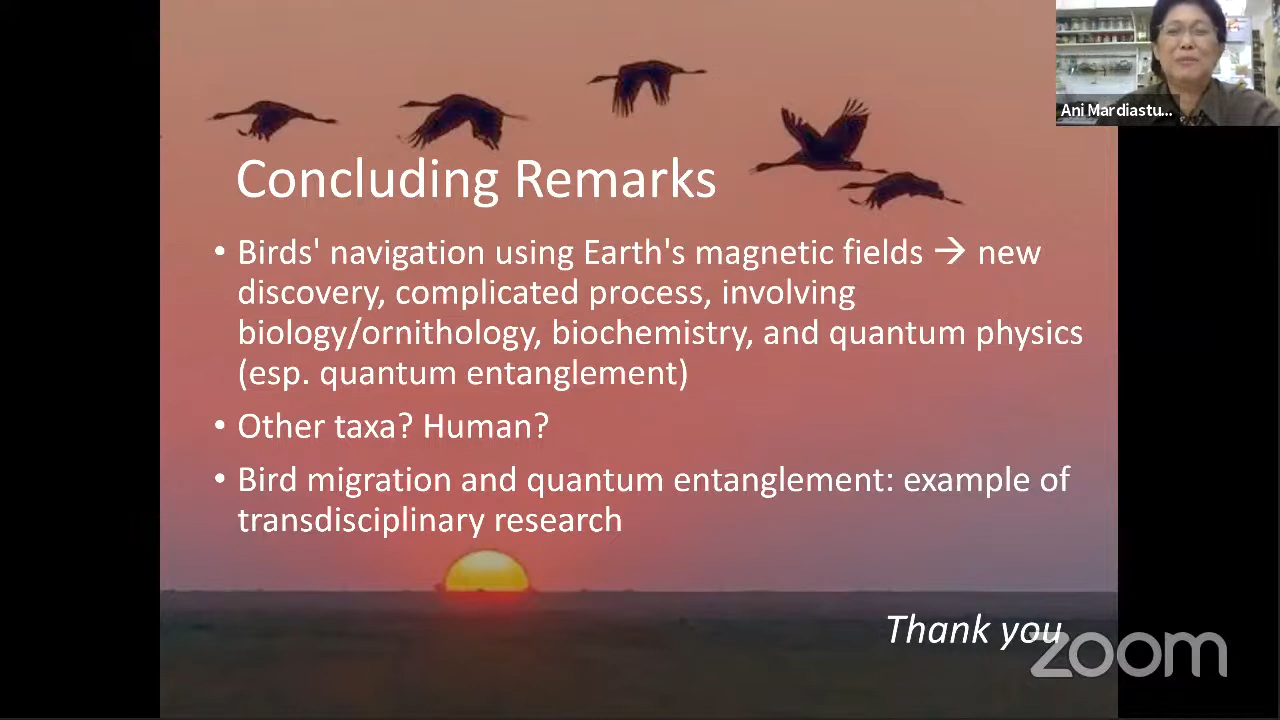 Ani Mardiastu...
Concluding Remarks
• Birds' navigation using Earth's magnetic fields → new
discovery, complicated process, involving
biology/ornithology, biochemistry, and quantum physics
(esp. quantum entanglement)
• Other taxa? Human?
• Bird migration and quantum entanglement: example of
transdisciplinary research
Thank you
zoom